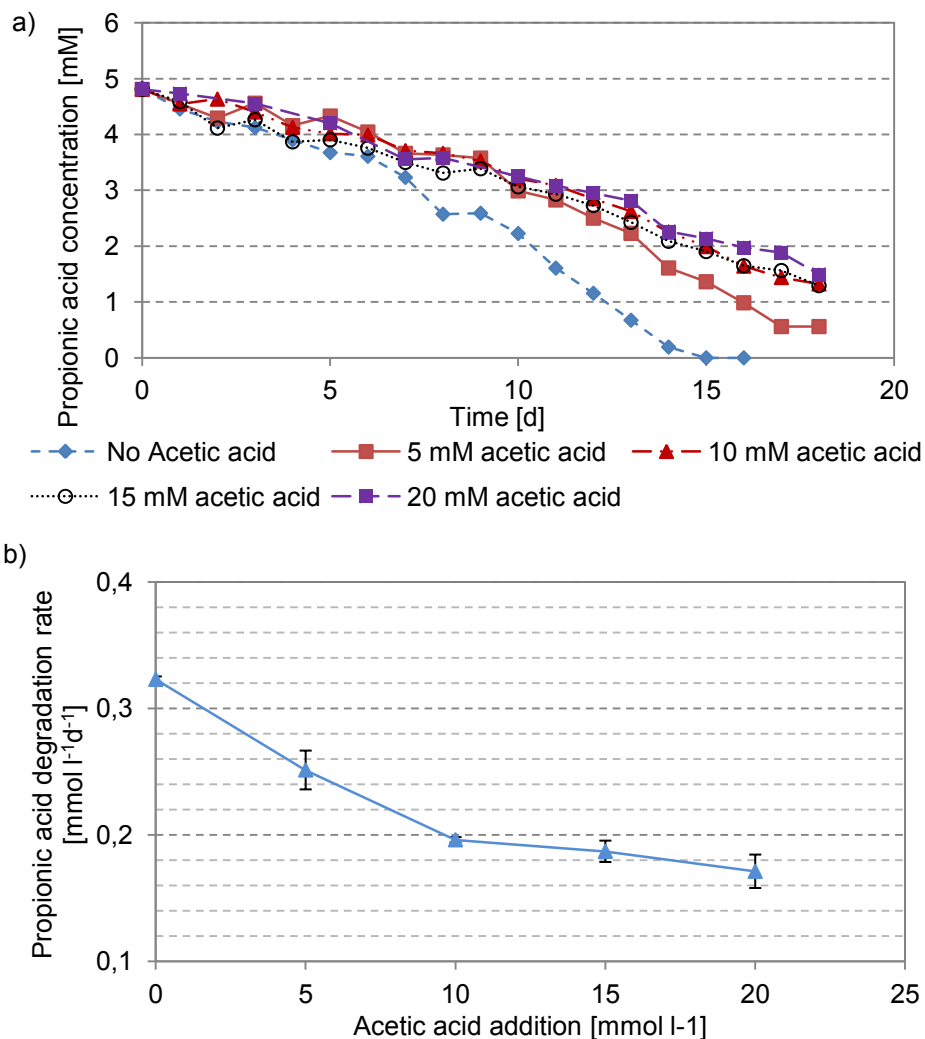 a)
Propionic acid concentration [mM]
6
5
4
3
2
1
0
0 5 10 15 20
Time [d]
No Acetic acid 5 mM acetic acid 10 mM acetic acid
15 mM acetic acid 20 mM acetic acid
b)
Propionic acid degradation rate
[mmol l-1d-1]
0,4
0,3
0,2
0,1
0 5 10 15 20 25
Acetic acid addition [mmol l-1]